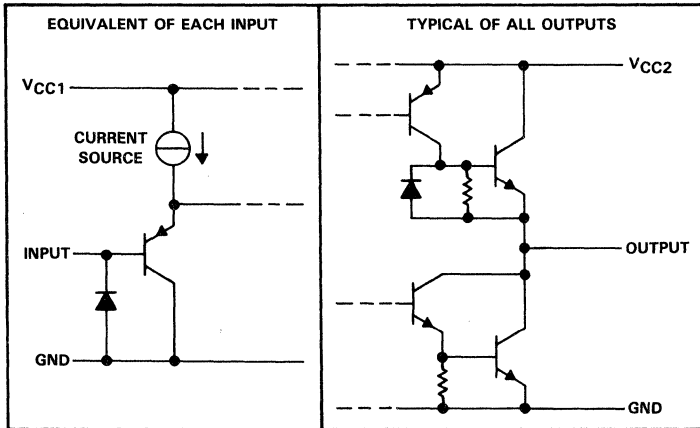 EQUIVALENT OF EACH INPUT
VCC1
CURRENT
SOURCE
INPUT
GND
TYPICAL OF ALL OUTPUTS
VCC2
OUTPUT
GND